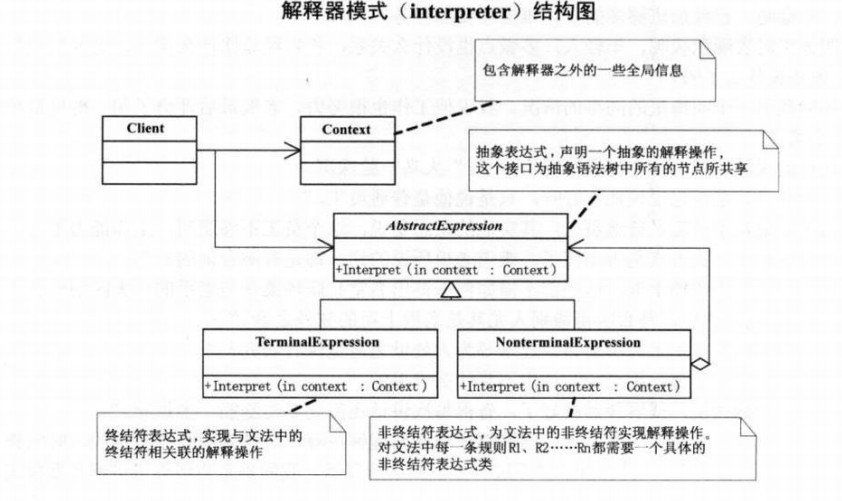 解释器模式（interpreter）结构图
包含解释器之外的一些全局信息
Client
Context
抽象表达式，声明一个抽象的解释操作，
这个接口为抽象语法树中所有的节点所共享
AbstractExpression
+Interpret(in context : Context)
TerminalExpression
NonterminalExpression
+Interpret(in context : Context)
+Interpret(in context : Context)
终结符表达式，实现与文法中的
终结符相关联的解释操作
非终结符表达式，为文法中的非终结符实现解释操作。
对文法中每一条规则R1、R2……Rn都需要一个具体的
非终结符表达式类